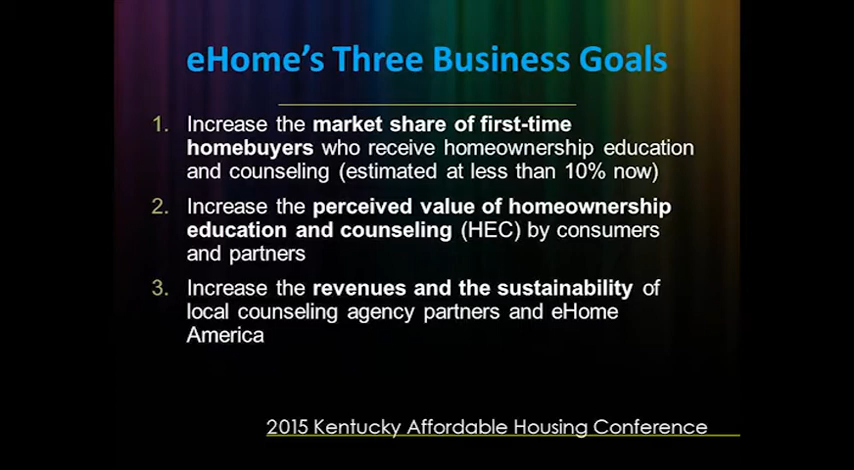 eHome's Three Business Goals
1. Increase the market share of first-time
homebuyers who receive homeownership education
and counseling (estimated at less than 10% now)
2. Increase the perceived value of homeownership
education and counseling (HEC) by consumers
and partners
3. Increase the revenues and the sustainability of
local counseling agency partners and eHome
America
2015 Kentucky Affordable Housing Conference